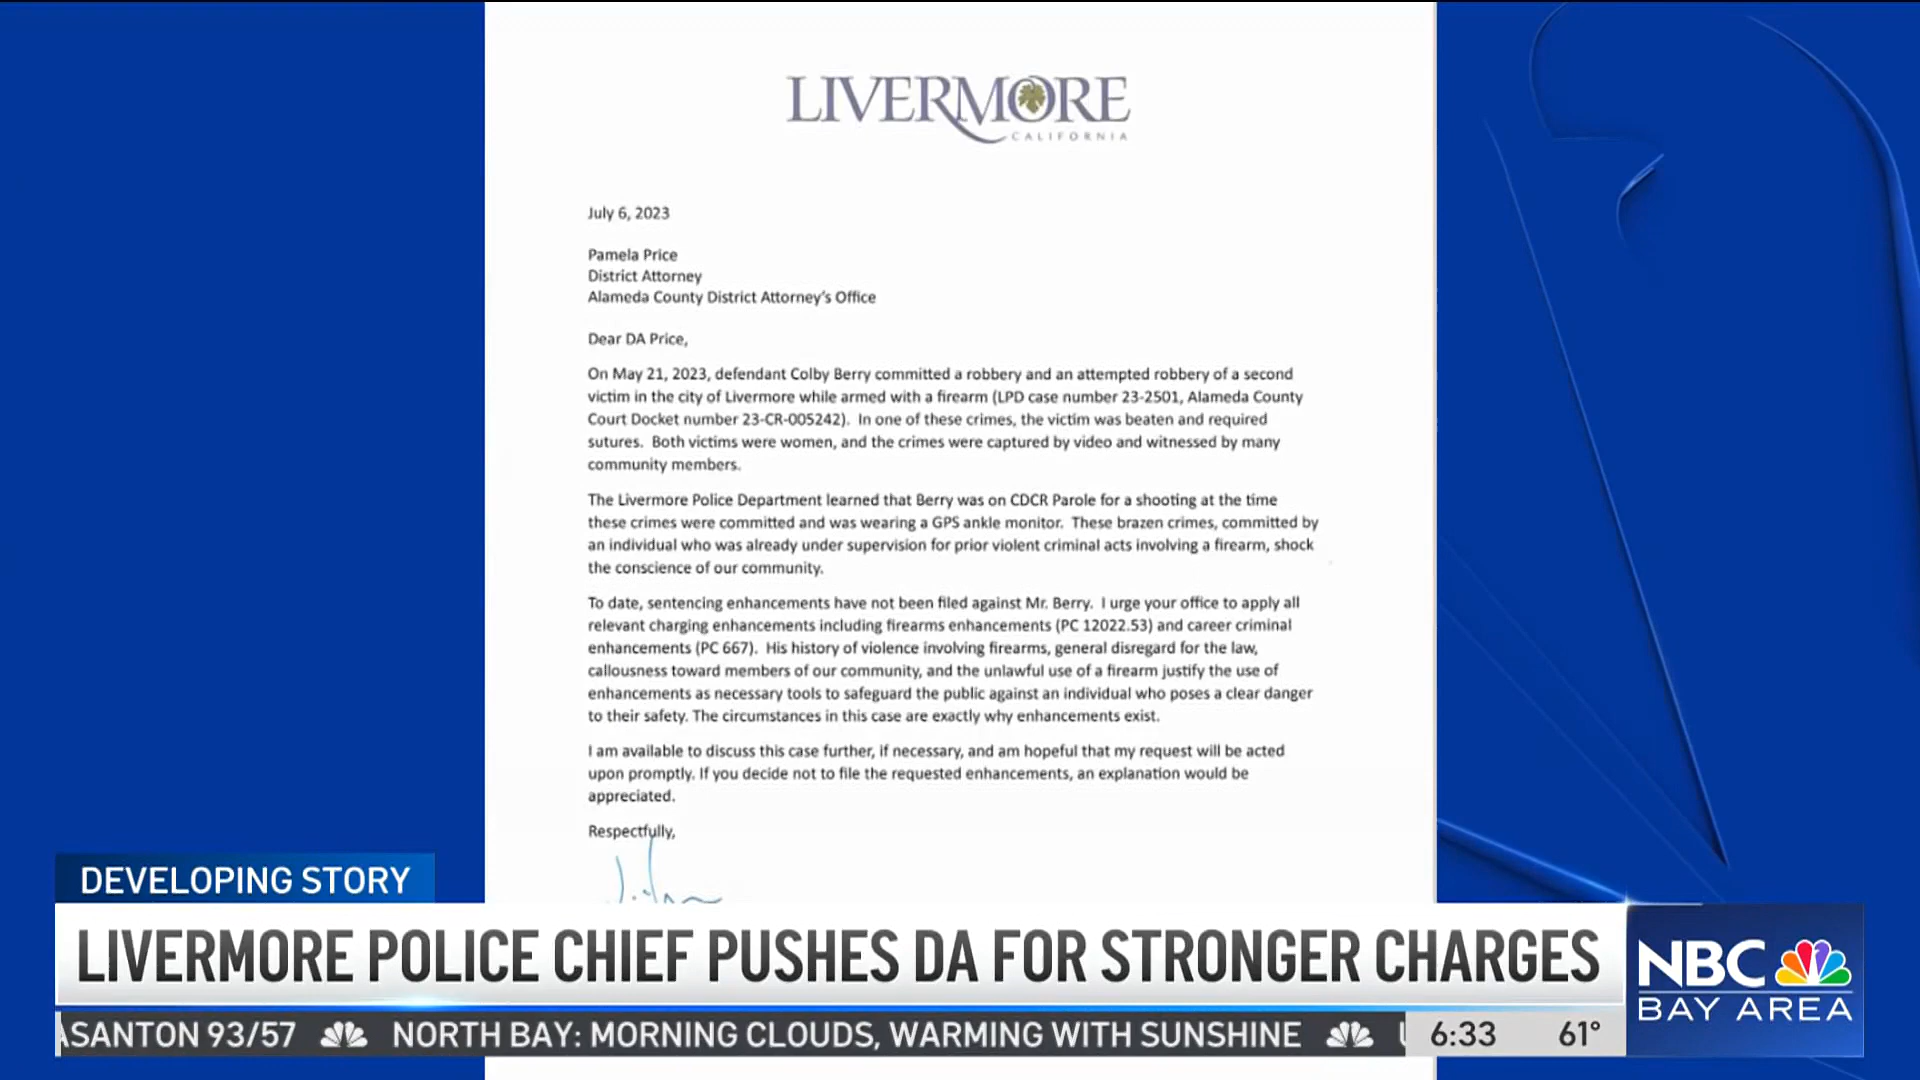 LIVERMORE
CALIFORNIA
July 6, 2023
Pamela Price
District Attorney
Alameda County District Attorney's Office
Dear DA Price,
On May 21, 2023, defendant Colby Berry committed a robbery and an attempted robbery of a second
victim in the city of Livermore while armed with a firearm (LPD case number 23-2501, Alameda County
Court Docket number 23-CR-005242). In one of these crimes, the victim was beaten and required
sutures. Both victims were women, and the crimes were captured by video and witnessed by many
community members.
The Livermore Police Department learned that Berry was on CDCR Parole for a shooting at the time
these crimes were committed and was wearing a GPS ankle monitor. These brazen crimes, committed by
an individual who was already under supervision for prior violent criminal acts involving a firearm, shock
the conscience of our community.
To date, sentencing enhancements have not been filed against Mr. Berry. I urge your office to apply all
relevant charging enhancements including firearms enhancements (PC 12022.53) and career criminal
enhancements (PC 667). His history of violence involving firearms, general disregard for the law,
callousness toward members of our community, and the unlawful use of a firearm justify the use of
enhancements as necessary tools to safeguard the public against an individual who poses a clear danger
to their safety. The circumstances in this case are exactly why enhancements exist.
I am available to discuss this case further, if necessary, and am hopeful that my request will be acted
upon promptly. If you decide not to file the requested enhancements, an explanation would be
appreciated.
Respectfully,
DEVELOPING STORY
LIVERMORE POLICE CHIEF PUSHES DA FOR STRONGER CHARGES
NBC
BAY AREA
ASANTON 93/57 NORTH BAY: MORNING CLOUDS, WARMING WITH SUNSHINE
6:33 61°